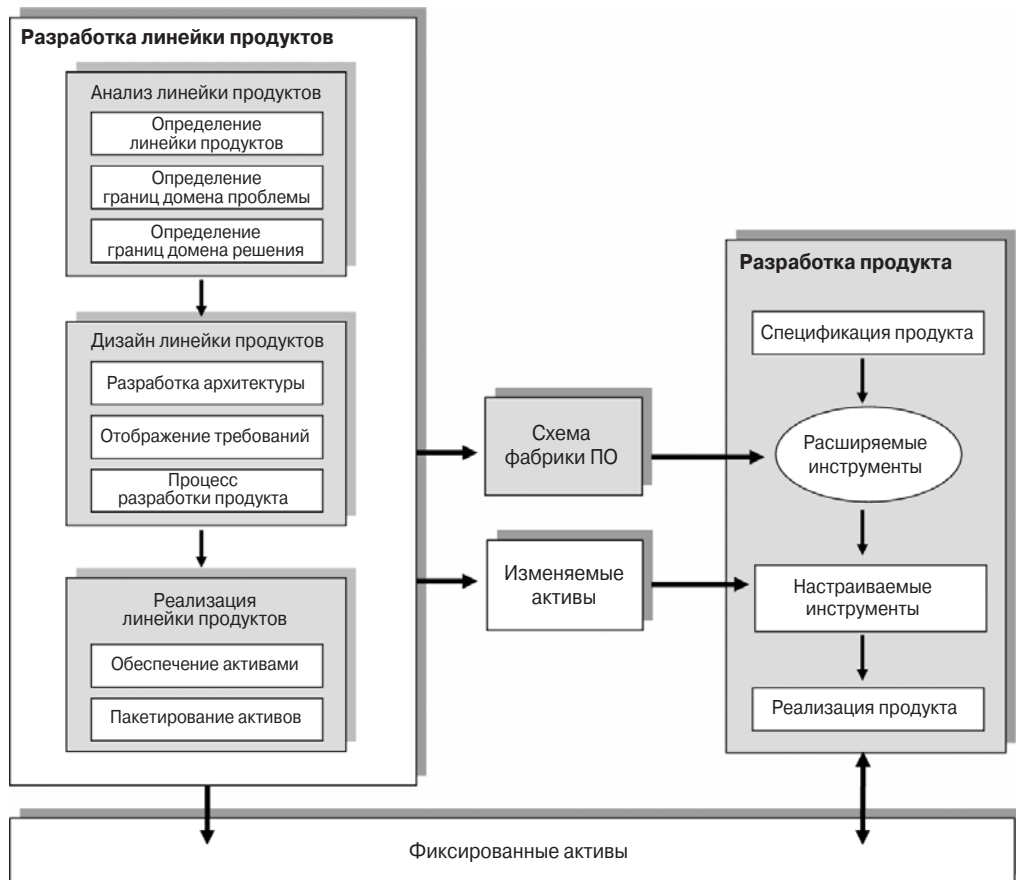 Разработка линейки продуктов
Анализ линейки продуктов
Определение
линейки продуктов
Определение
границ домена проблемы
Определение
границ домена решения
Дизайн линейки продуктов
Разработка архитектуры
Отображение требований
Процесс
разработки продукта
Реализация
линейки продуктов
Обеспечение активами
Пакетирование активов
Схема
фабрики ПО
Изменяемые
активы
Разработка продукта
Спецификация продукта
Расширяемые
инструменты
Настраиваемые
инструменты
Реализация продукта
Фиксированные активы